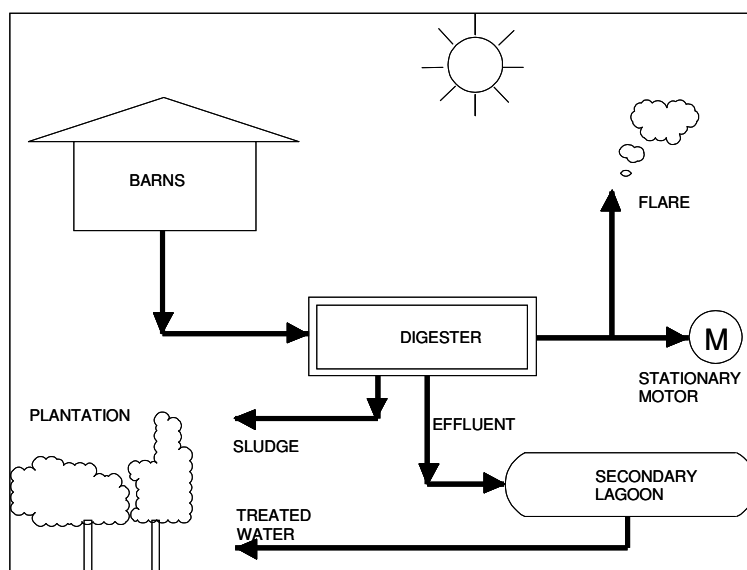 BARNS
FLARE
DIGESTER
M
STATIONARY
MOTOR
PLANTATION
SLUDGE
EFFLUENT
SECONDARY
LAGOON
TREATED
WATER